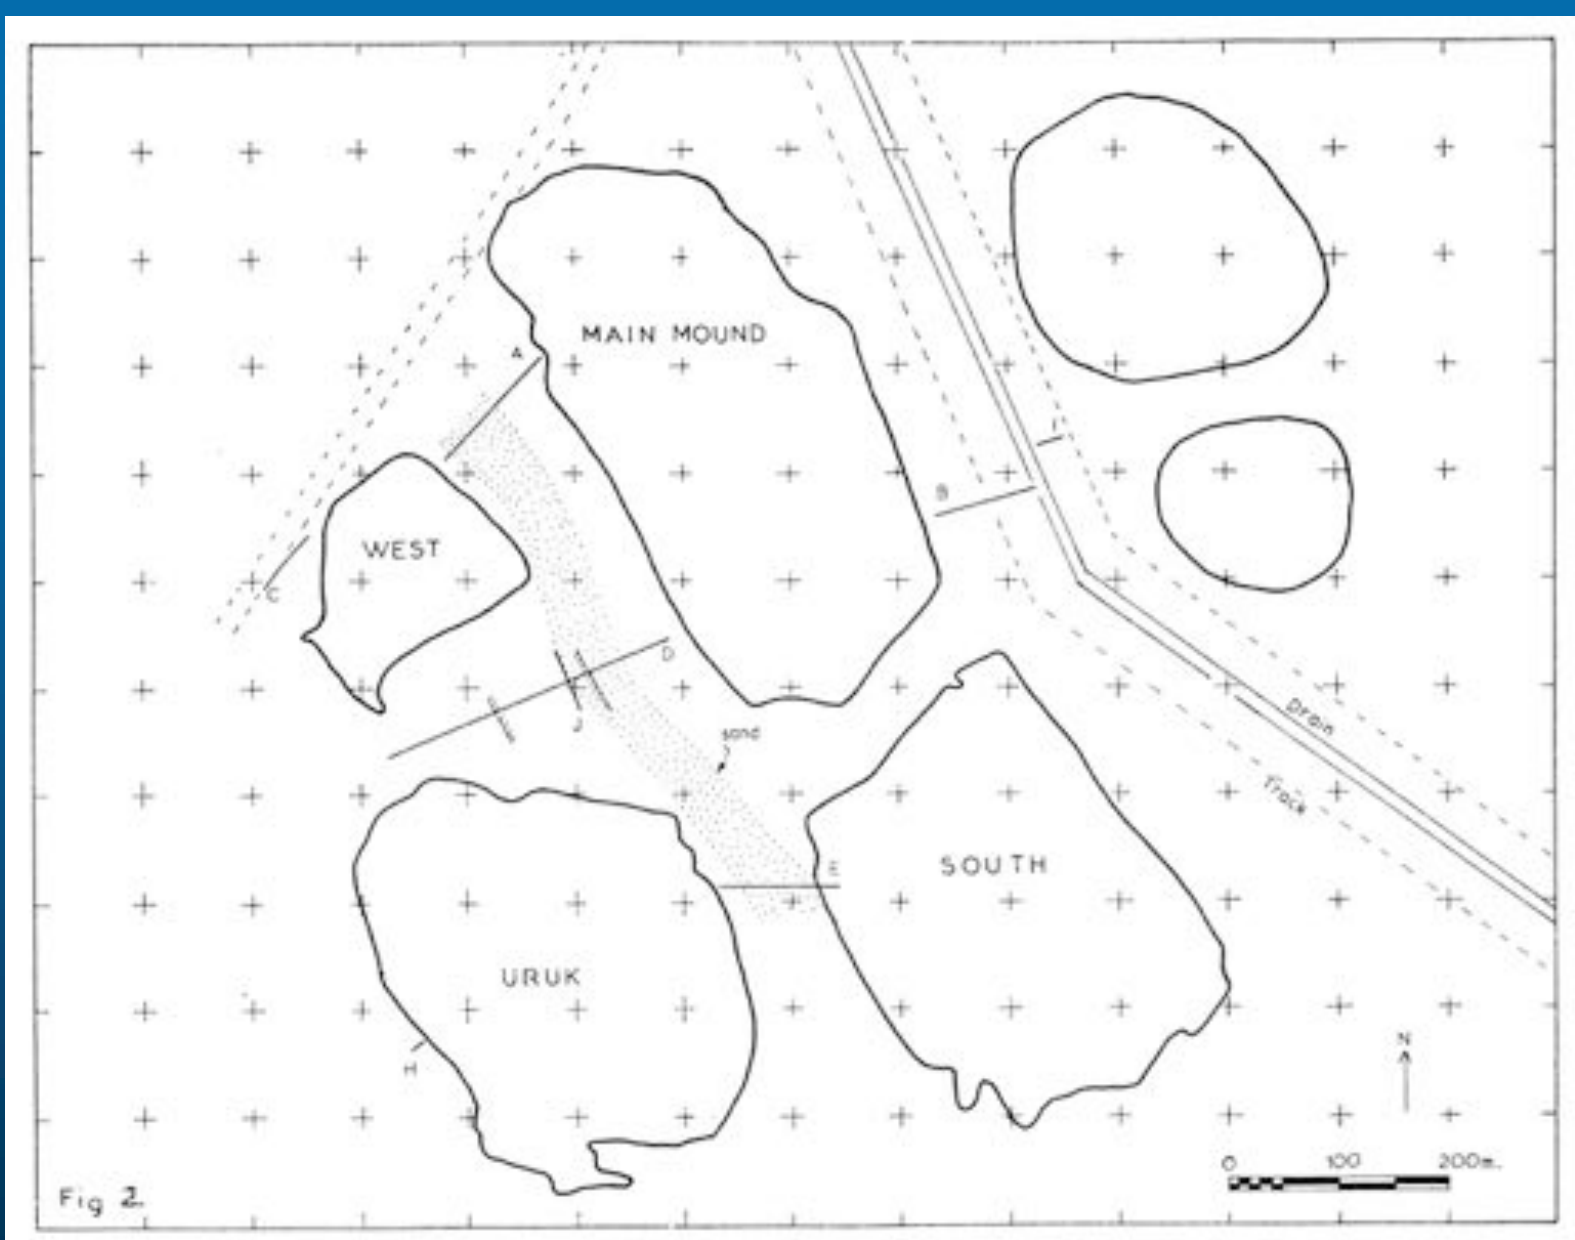 A
MAIN MOUND
I
B
WEST
C
D
J
sand
Drain
Track
E
SOUTH
URUK
H
N
0 100 200m.
Fig 2.